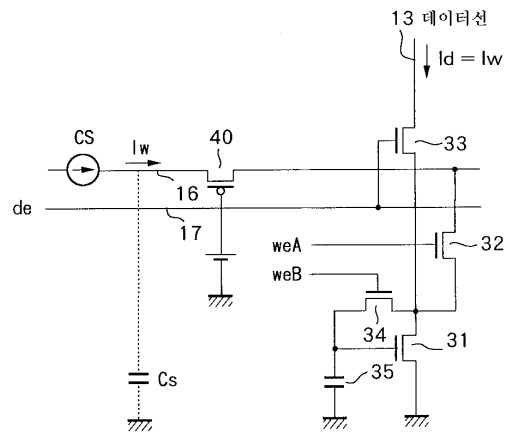 13 데이터선
Id = Iw
CS
Iw
40
33
16
de
17
weA
32
weB
34
31
35
Cs